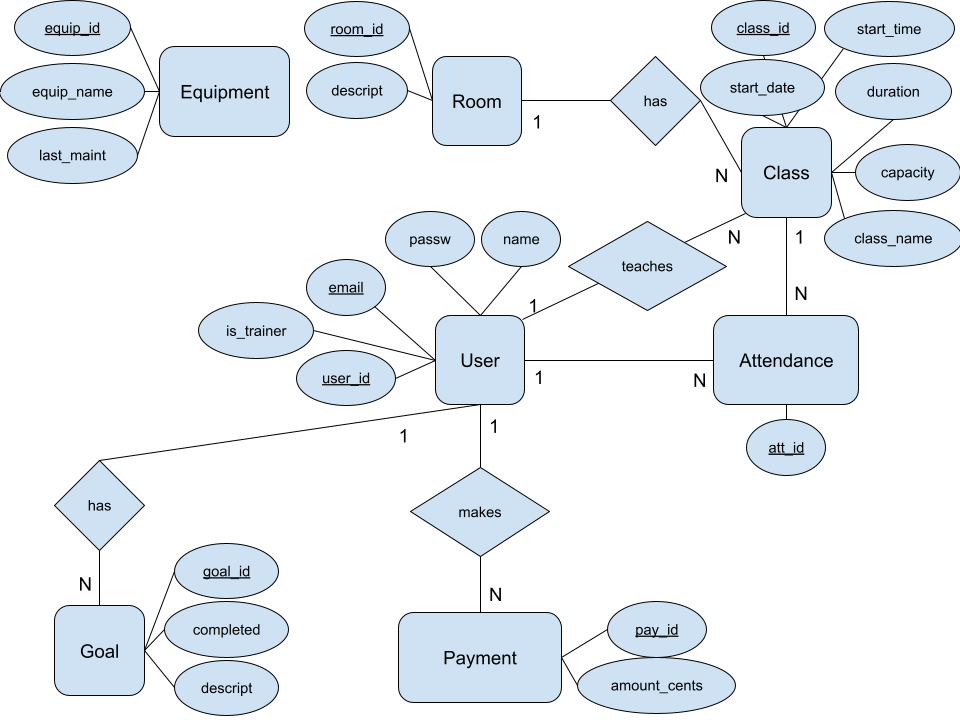 equip_id
equip_name
last_maint
Equipment
room_id
descript
Room
1
has
N
class_id
start_time
start_date
duration
Class
capacity
class_name
passw
name
email
is_trainer
user_id
User
1
teaches
N
1
N
1
N
Attendance
att_id
1
has
N
goal_id
completed
descript
Goal
1
makes
N
Payment
pay_id
amount_cents